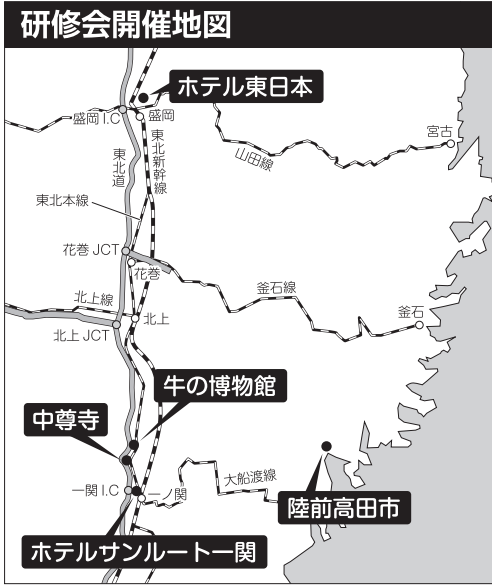 研修会開催地図
ホテル東日本
盛岡 I.C
盛岡
宮古
山田線
東北新幹線
東北道
東北本線
花巻 JCT
花巻
釜石線
北上線
釜石
北上
北上 JCT
牛の博物館
中尊寺
大船渡線
一関 I.C
一ノ関
陸前高田市
ホテルサンルート一関